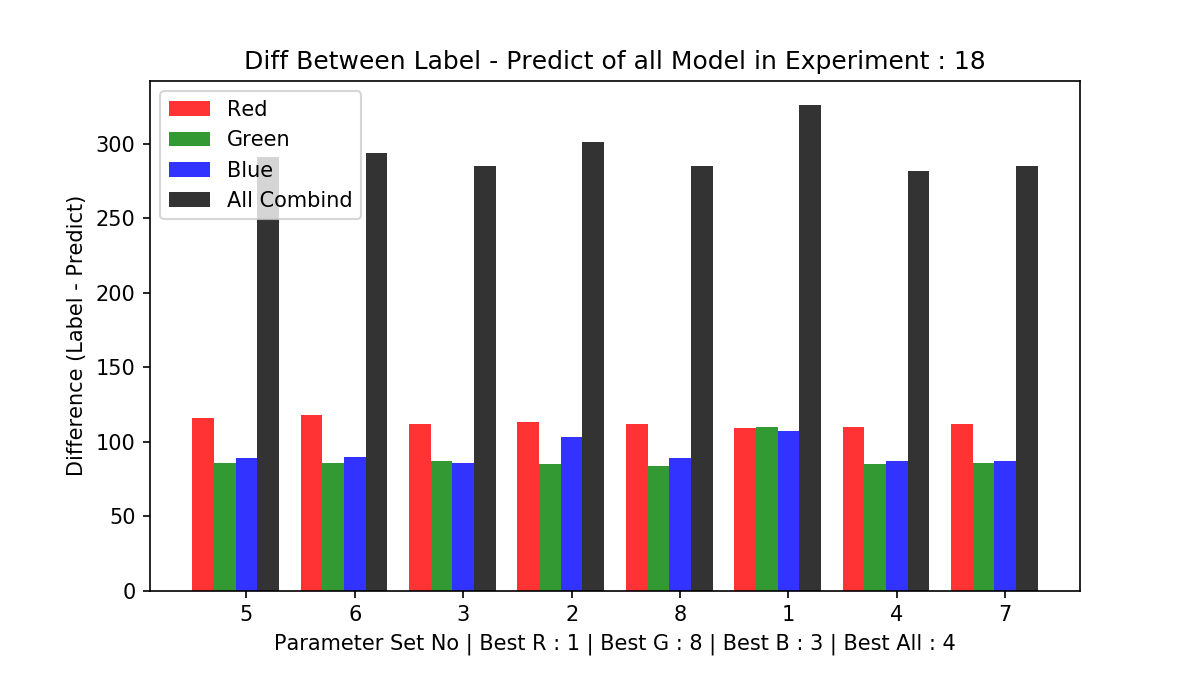 Diff Between Label - Predict of all Model in Experiment : 18
Red
Green
Blue
All Combind
Difference (Label - Predict)
300
250
200
150
100
50
0
5 6 3 2 8 1 4 7
Parameter Set No | Best R : 1 | Best G : 8 | Best B : 3 | Best All : 4